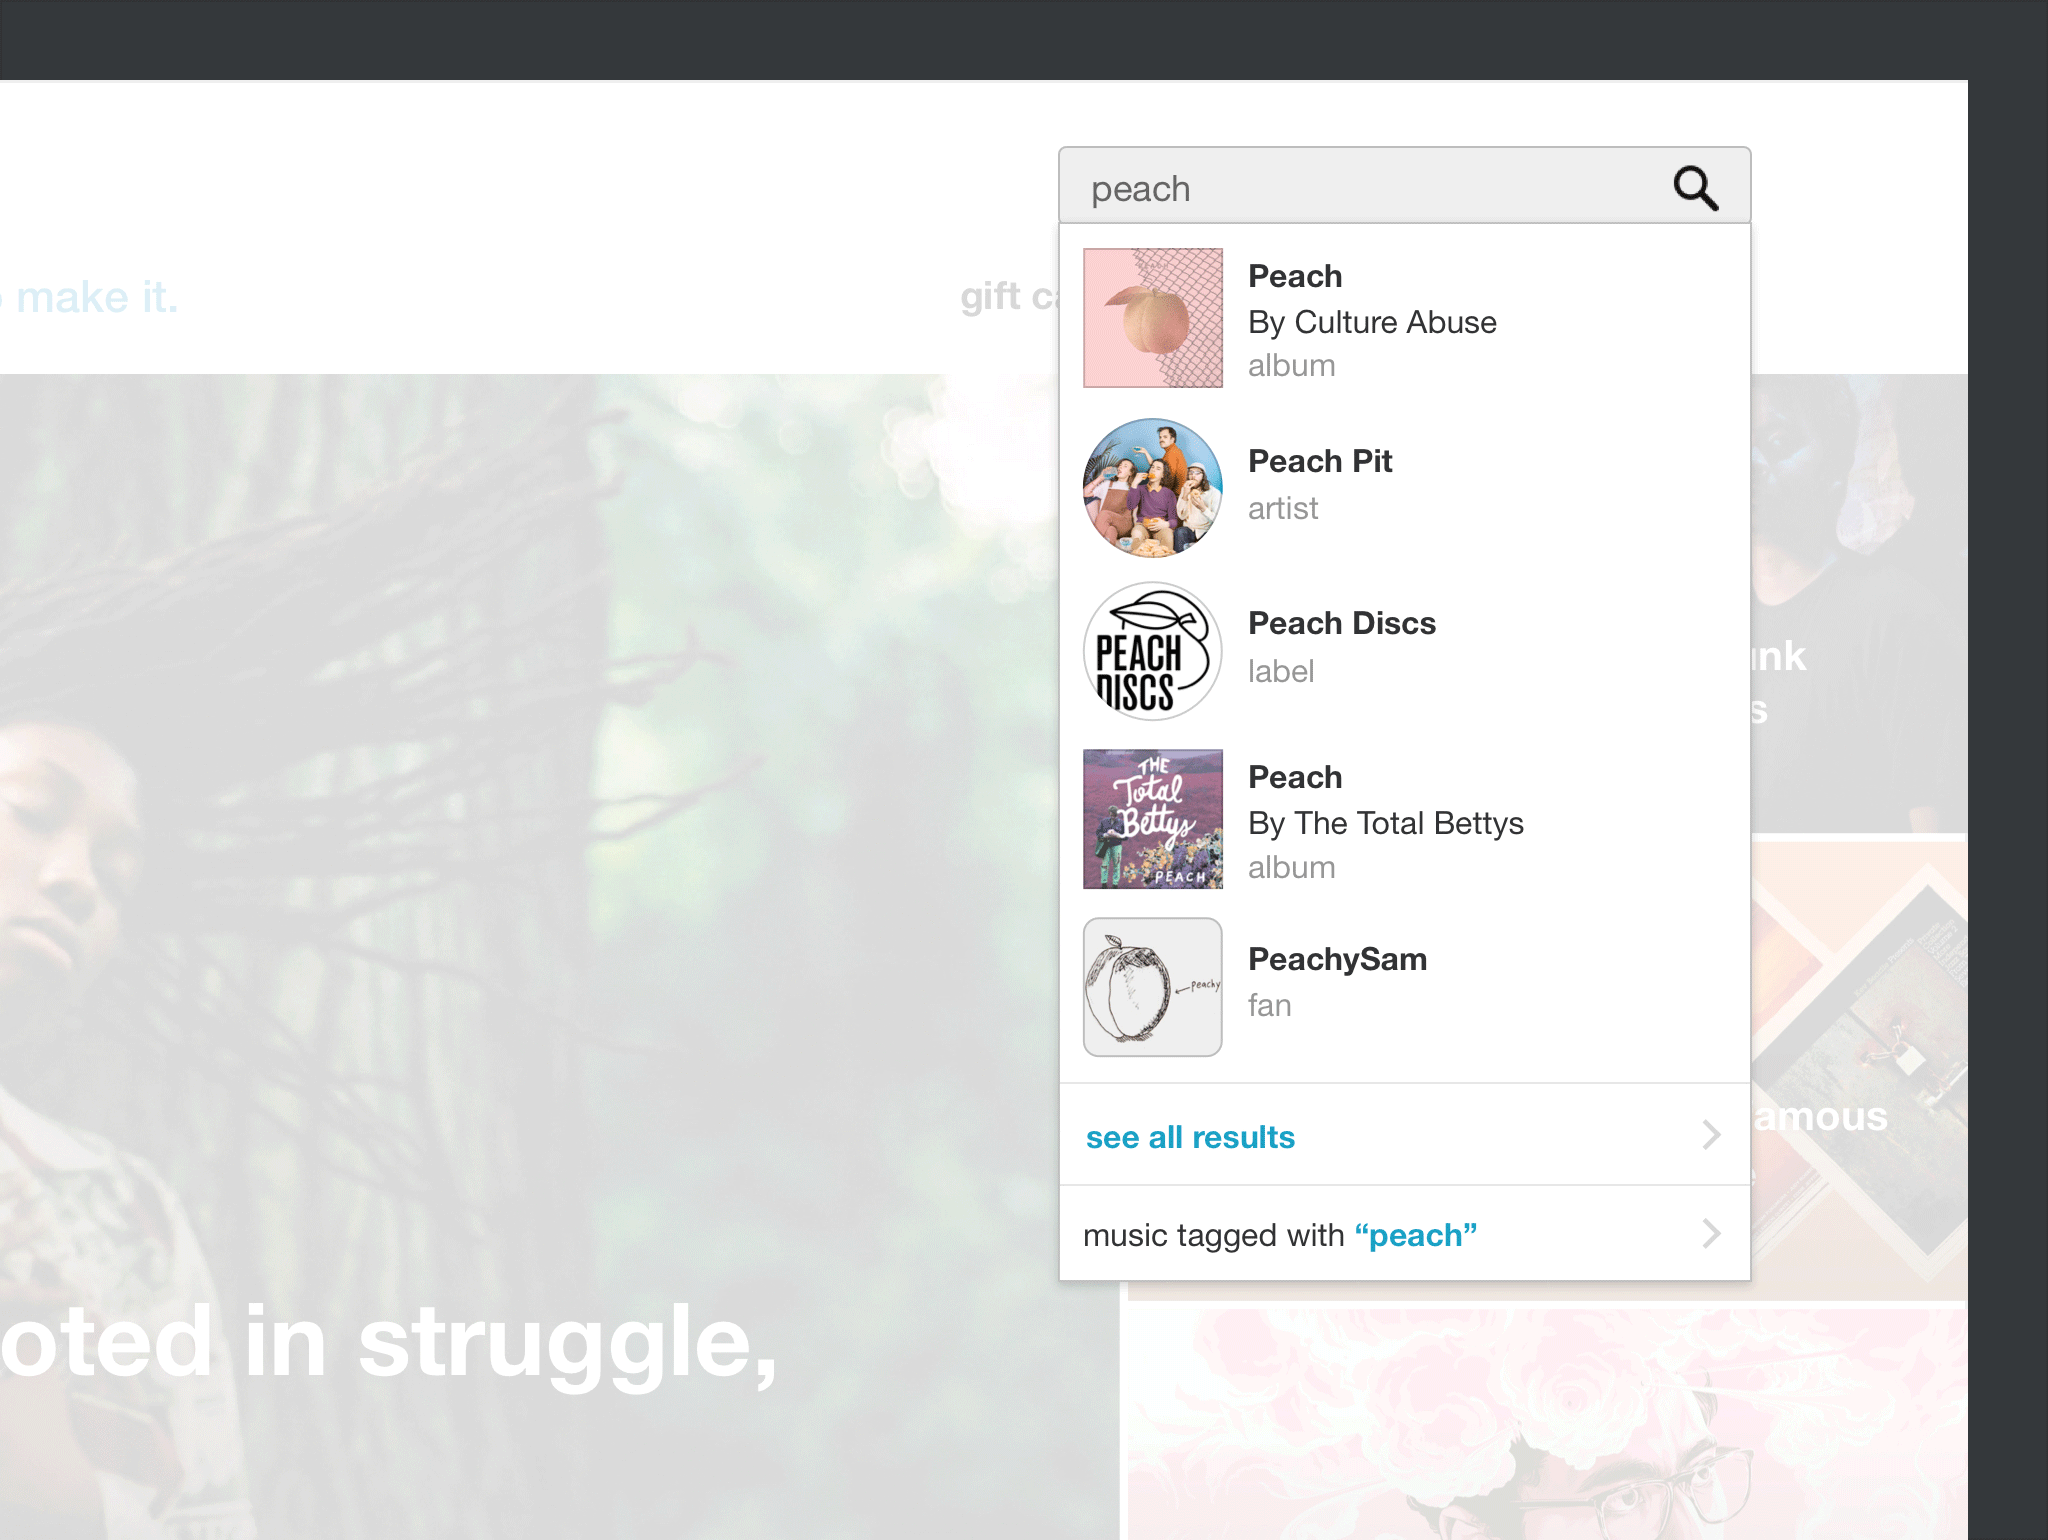 peach
make it.
gift
Peach
By Culture Abuse
album
Peach Pit
artist
PEACH
DISCS
Peach Discs
label
THE
Total
Bettys
PEACH
Peach
By The Total Bettys
album
peachy
PeachySam
fan
see all results
music tagged with “peach”
oted in struggle,
unk
s
amous